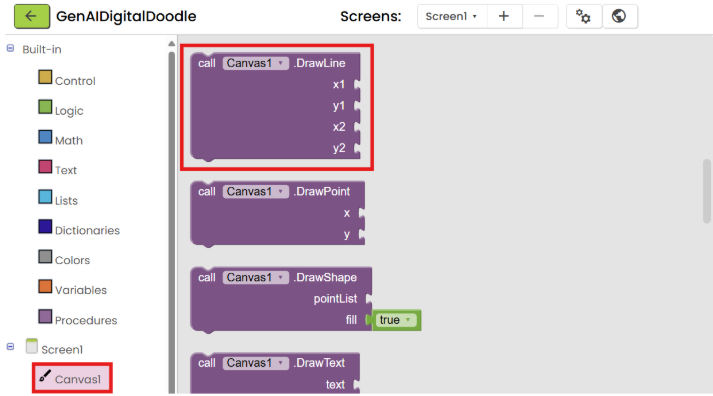 GenAIDigitalDoodle Screens: Screen1
Built-in
Control
Logic
Math
Text
Lists
Dictionaries
Colors
Variables
Procedures
Screen1
Canvas1
call Canvas1 .DrawLine
x1
y1
x2
y2
call Canvas1 .DrawPoint
x
y
call Canvas1 .DrawShape
pointList
fill true
call Canvas1 .DrawText
text